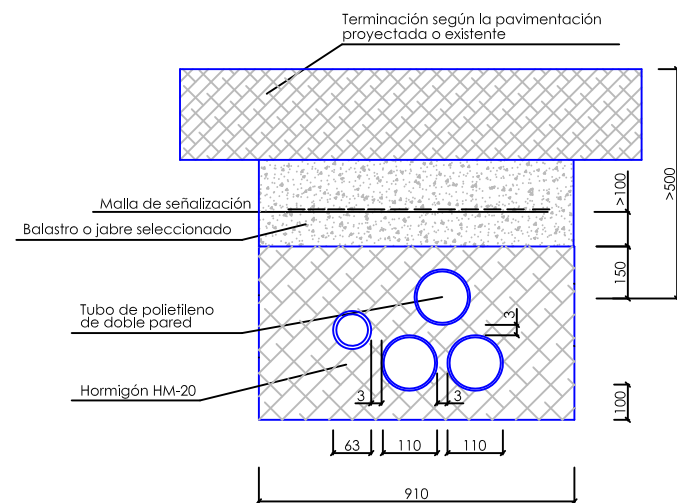 Terminación según la pavimentación
proyectada o existente
>500
>100
Malla de señalización
Balastro o jabre seleccionado
150
Tubo de polietileno
de doble pared
3
Hormigón HM-20
3
3
100
63
110
110
910